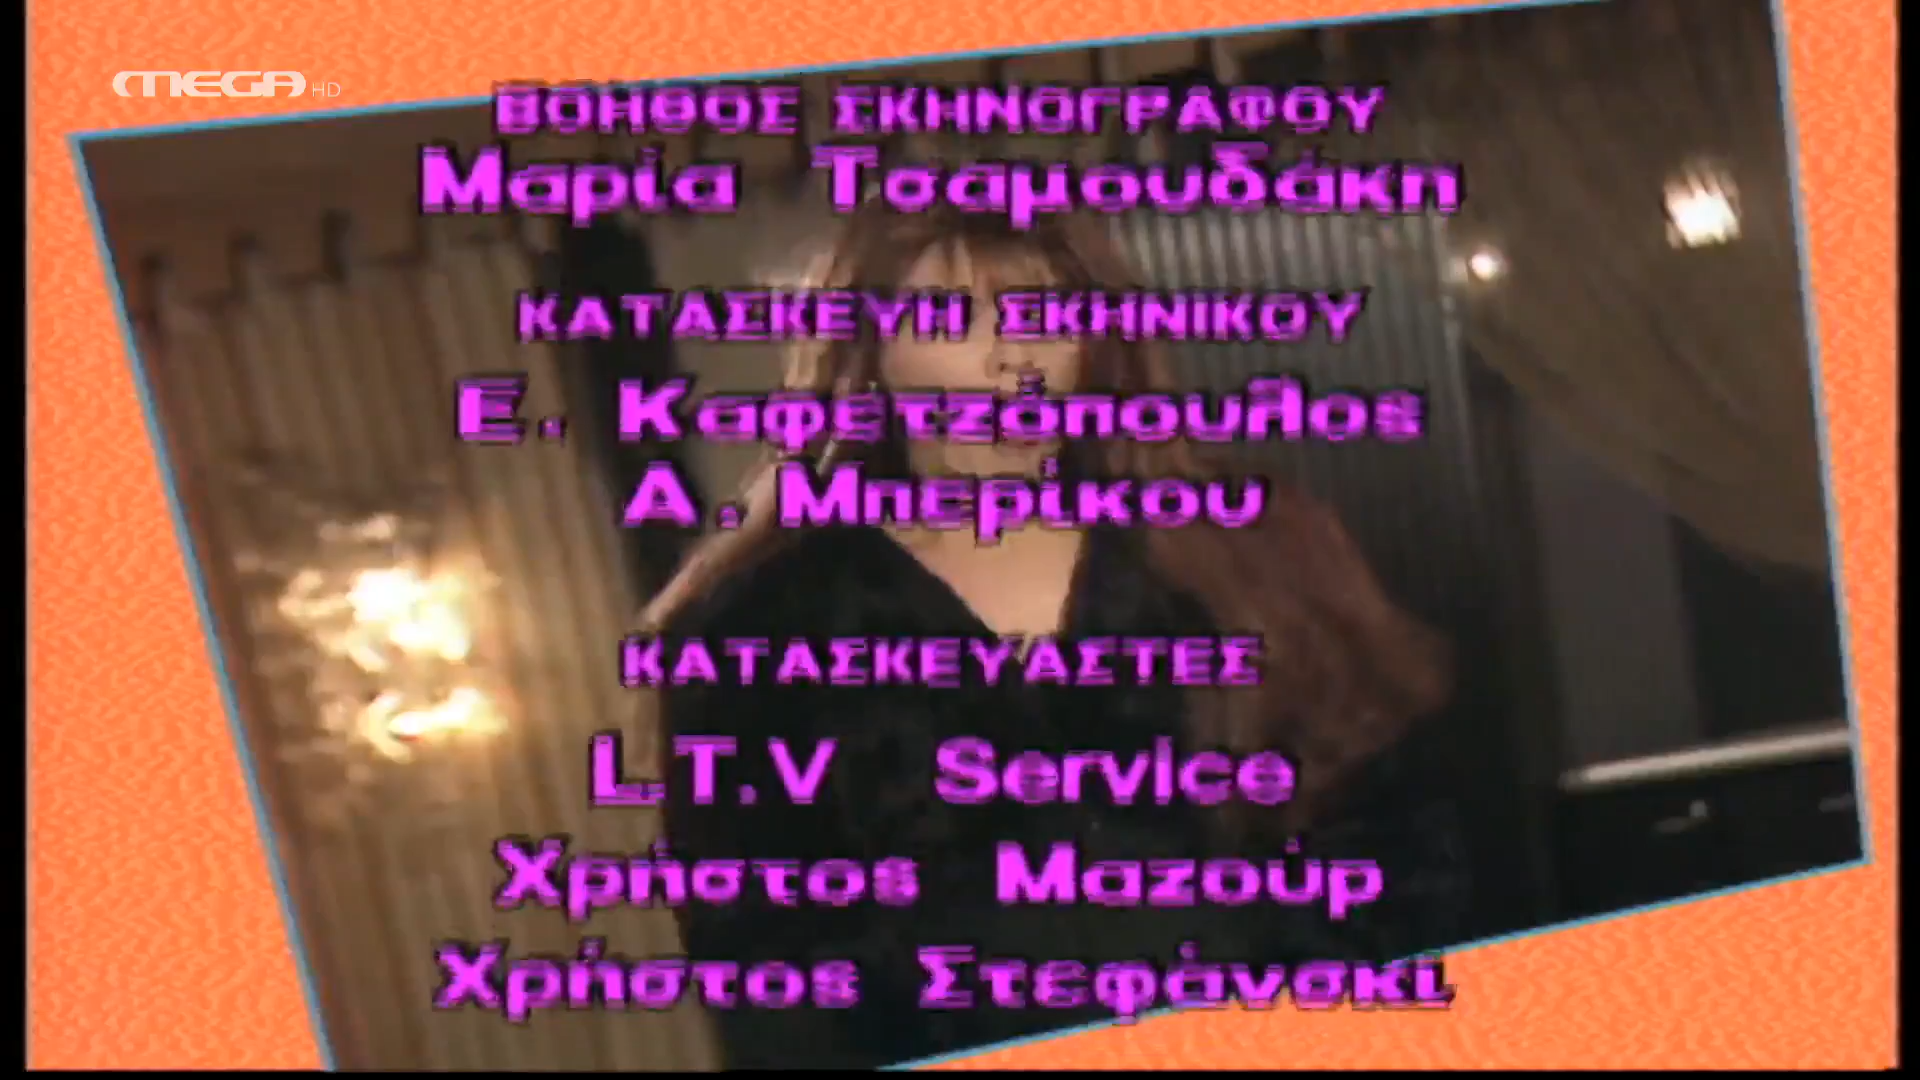 MEGA HD
ΒΟΗΘΟΣ ΣΚΗΝΟΓΡΑΦΟΥ
Μαρία Τσαμουδάκη
ΚΑΤΑΣΚΕΥΗ ΣΚΗΝΙΚΟΥ
Ε. Καφετζόπουλος
Α. Μπερίκου
ΚΑΤΑΣΚΕΥΑΣΤΕΣ
L.T.V Service
Χρήστος Μαζούρ
Χρήστος Στεφάνσκι